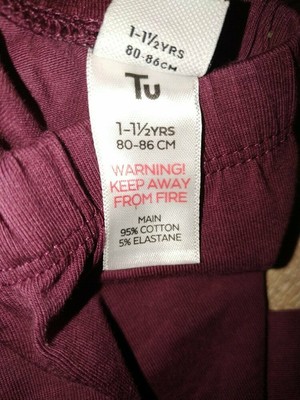 1-1½YRS
80-86CM
Tu
1-1½YRS
80-86 CM
WARNING!
KEEP AWAY
FROM FIRE
MAIN
95% COTTON
5% ELASTANE